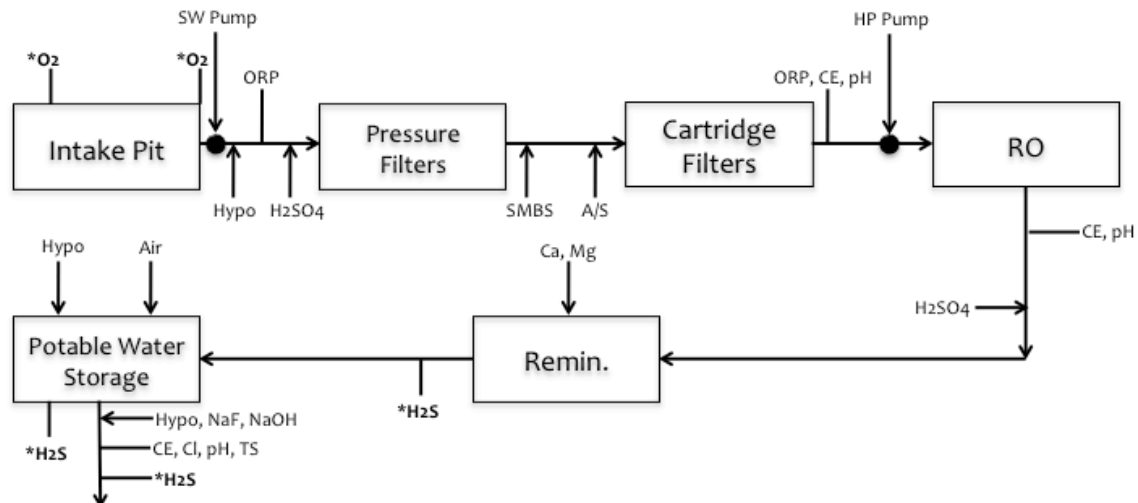 SW Pump
HP Pump
*O2
*O2
ORP
ORP, CE, pH
Intake Pit
Pressure
Filters
Cartridge
Filters
RO
Hypo
H2SO4
SMBS
A/S
CE, pH
Hypo
Air
Ca, Mg
H2SO4
Potable Water
Storage
Remin.
*H2S
Hypo, NaF, NaOH
*H2S
CE, Cl, pH, TS
*H2S